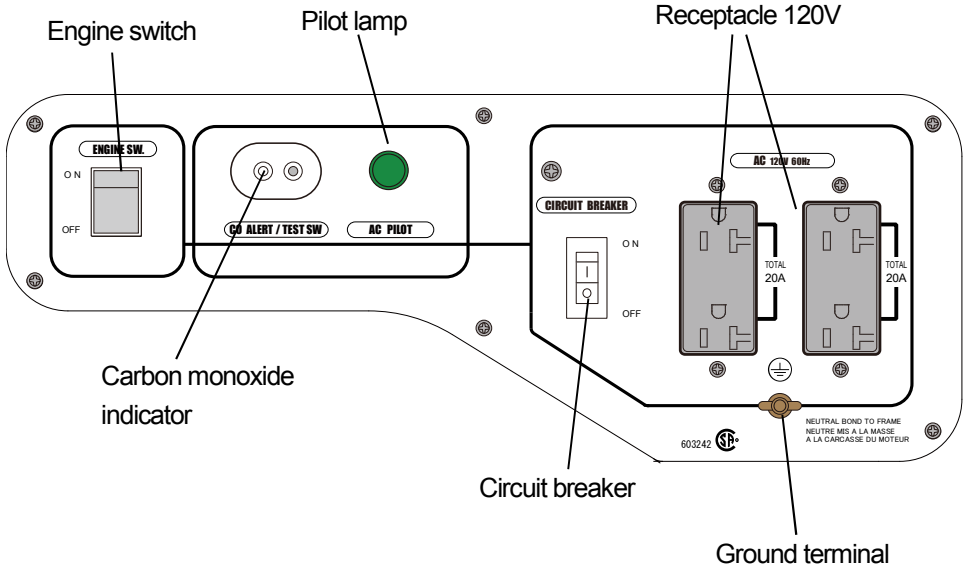 Engine switch
Pilot lamp
Receptacle 120V
ENGINE SW.
ON
OFF
CO ALERT / TEST SW
AC PILOT
CIRCUIT BREAKER
ON
OFF
AC 120V 60Hz
TOTAL
20A
TOTAL
20A
Carbon monoxide
indicator
NEUTRAL BOND TO FRAME
NEUTRE MIS A LA MASSE
A LA CARCASSE DU MOTEUR
603242 SA
Circuit breaker
Ground terminal